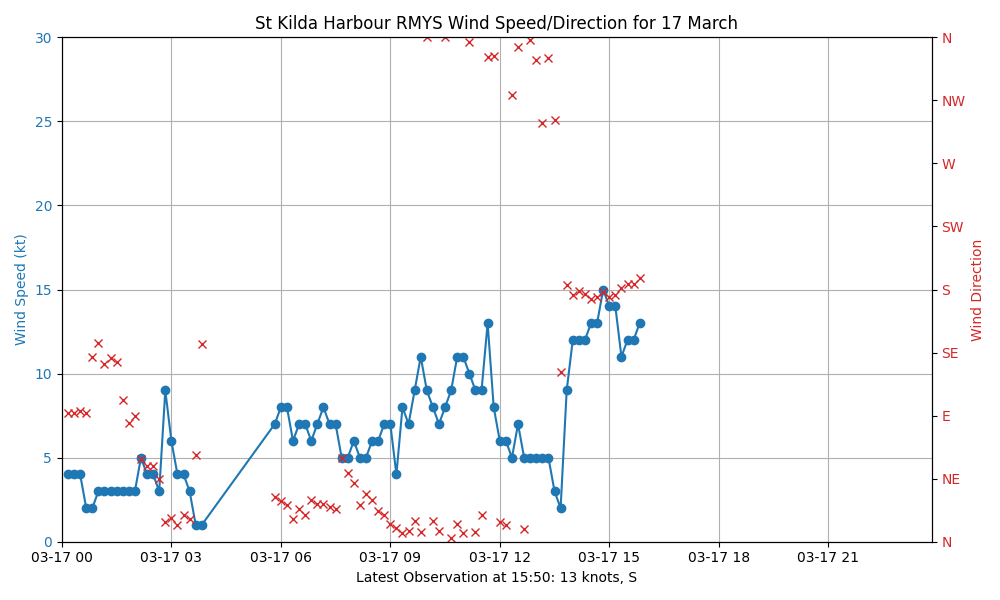 St Kilda Harbour RMYS Wind Speed/Direction for 17 March
30
25
20
15
10
5
0
Wind Speed (kt)
N
NW
W
SW
S
SE
E
NE
N
Wind Direction
03-17 00
03-17 03
03-17 06
03-17 09
03-17 12
03-17 15
03-17 18
03-17 21
Latest Observation at 15:50: 13 knots, S